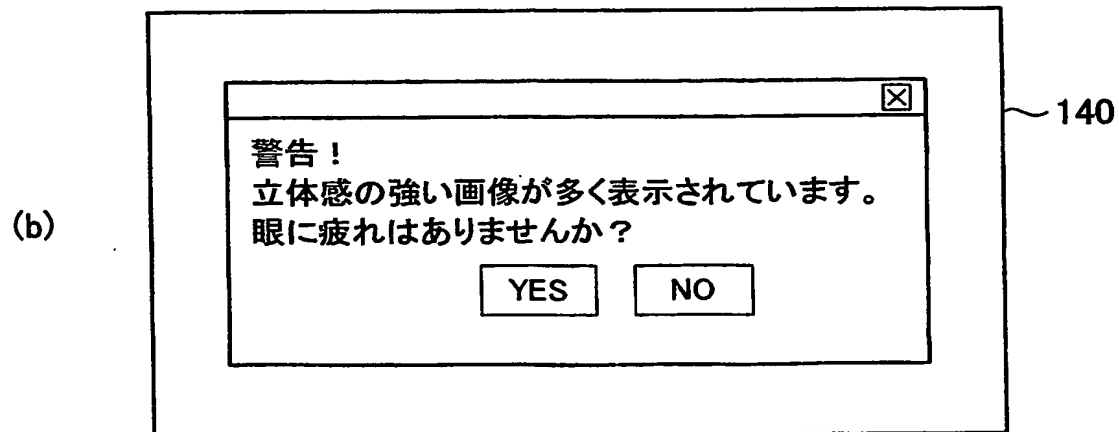 140
警告！
立体感の強い画像が多く表示されています。
(b)
眼に疲れはありませんか？
YES NO